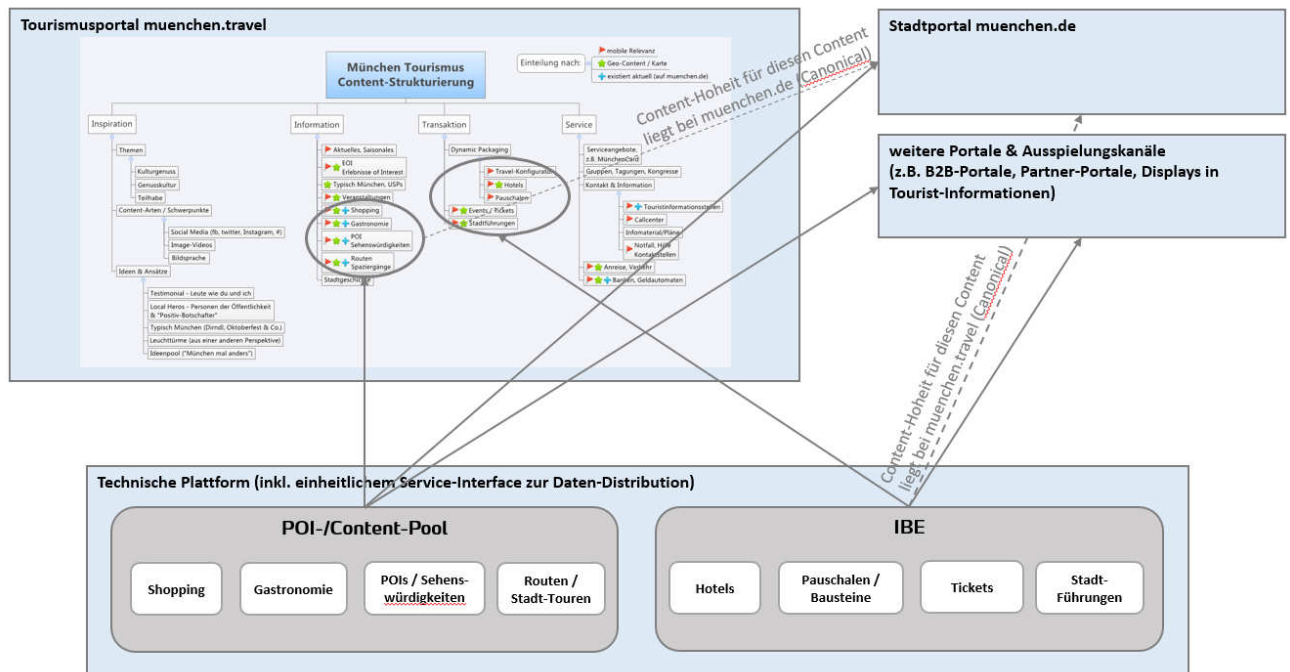 Tourismusportal muenchen.travel
München Tourismus
Content-Strukturierung
Einteilung nach:
mobile Relevanz
Geo-Content / Karte
existiert aktuell (auf muenchen.de)
Inspiration
Themen
Kulturgenuss
Genusskultur
Teilhabe
Content-Arten / Schwerpunkte
Social Media (fb, twitter, Instagram, #)
Image-Videos
Bildsprache
Ideen & Ansätze
Testimonial - Leute wie du und ich
Local Heros - Personen der Öffentlichkeit
& "Positiv-Botschafter"
Typisch München (Dirndl, Oktoberfest & Co.)
Leuchttürme (aus einer anderen Perspektive)
Ideenpool ("München mal anders")
Information
Aktuelles, Saisonales
EOI
Erlebnisse of Interest
Typisch München, USPs
Veranstaltungen
Shopping
Gastronomie
POI
Sehenswürdigkeiten
Routen
Spaziergänge
Stadtgeschichte
Transaktion
Dynamic Packaging
Travel-Konfigurator
Hotels
Pauschalen
Events / Tickets
Stadtführungen
Service
Serviceangebote,
z.B. MünchenCard
Gruppen, Tagungen, Kongresse
Kontakt & Information
Touristinformationsstellen
Callcenter
Infomaterial/Pläne
Notfall, Hilfe
Kontaktstellen
Anreise, Verkehr
Banken, Geldautomaten
Content-Hoheit für diesen Content
liegt bei muenchen.de (Canonical)
Stadtportal muenchen.de
weitere Portale & Ausspielungskanäle
(z.B. B2B-Portale, Partner-Portale, Displays in
Tourist-Informationen)
Content-Hoheit für diesen Content
liegt bei muenchen.travel (Canonical)
Technische Plattform (inkl. einheitlichem Service-Interface zur Daten-Distribution)
POI-/Content-Pool
Shopping
Gastronomie
POIs / Sehens-
würdigkeiten
Routen /
Stadt-Touren
IBE
Hotels
Pauschalen /
Bausteine
Tickets
Stadt-
Führungen